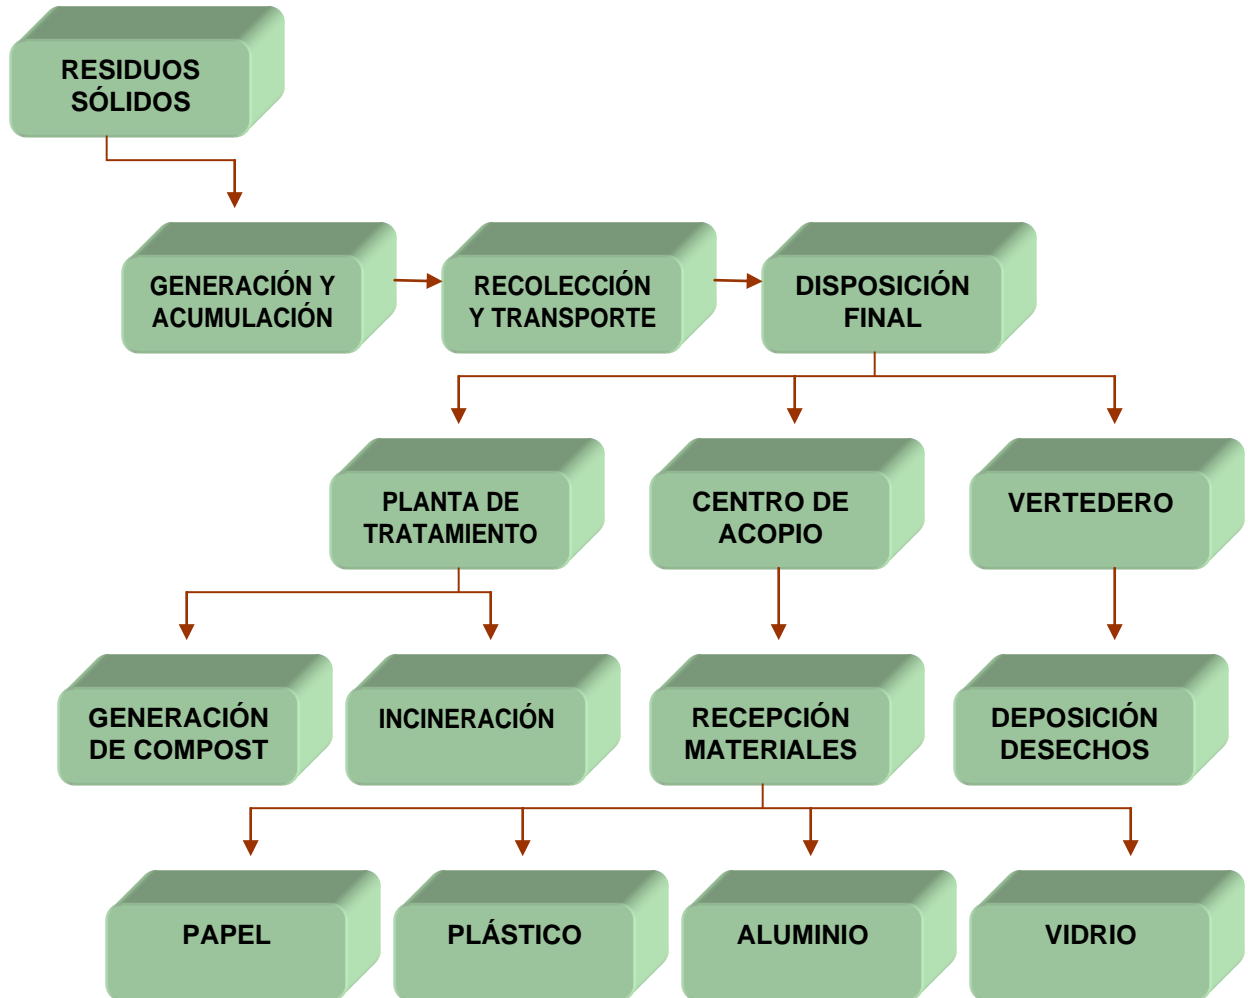 RESIDUOS
SÓLIDOS
GENERACIÓN Y
ACUMULACIÓN
RECOLECCIÓN
Y TRANSPORTE
DISPOSICIÓN
FINAL
PLANTA DE
TRATAMIENTO
CENTRO DE
ACOPIO
VERTEDERO
GENERACIÓN
DE COMPOST
INCINERACIÓN
RECEPCIÓN
MATERIALES
DEPOSICIÓN
DESECHOS
PAPEL
PLÁSTICO
ALUMINIO
VIDRIO